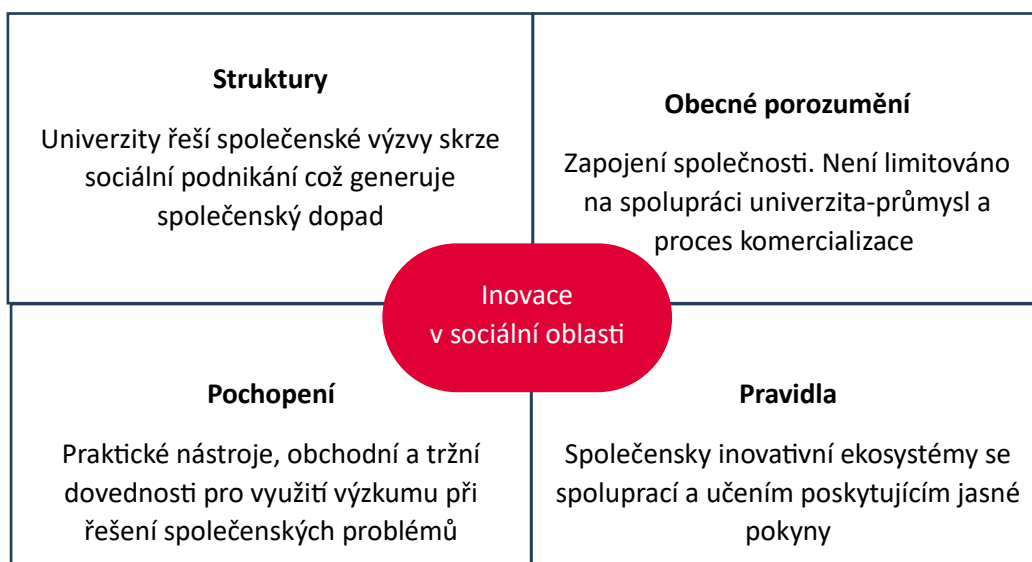 Struktury
Univerzity řeší společenské výzvy skrze
sociální podnikání což generuje
společenský dopad
Obecné porozumění
Zapojení společnosti. Není limitováno
na spolupráci univerzita-průmysl a
proces komercializace
Inovace
v sociální oblasti
Pochopení
Praktické nástroje, obchodní a tržní
dovednosti pro využití výzkumu při
řešení společenských problémů
Pravidla
Společensky inovativní ekosystémy se
spoluprací a učením poskytujícím jasné
pokyny